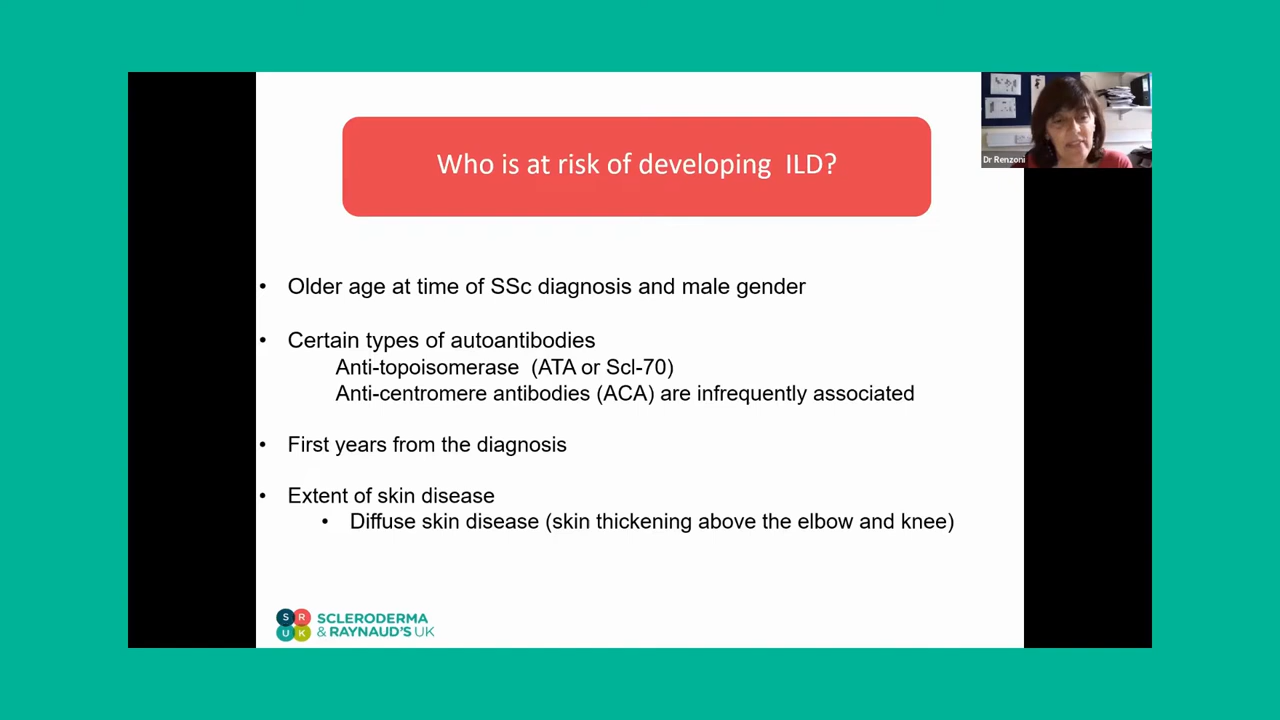 Who is at risk of developing ILD?
Dr Renzoni
• Older age at time of SSc diagnosis and male gender
• Certain types of autoantibodies
Anti-topoisomerase (ATA or Scl-70)
Anti-centromere antibodies (ACA) are infrequently associated
• First years from the diagnosis
• Extent of skin disease
• Diffuse skin disease (skin thickening above the elbow and knee)
S R
U K
SCLERODERMA
& RAYNAUD'S UK